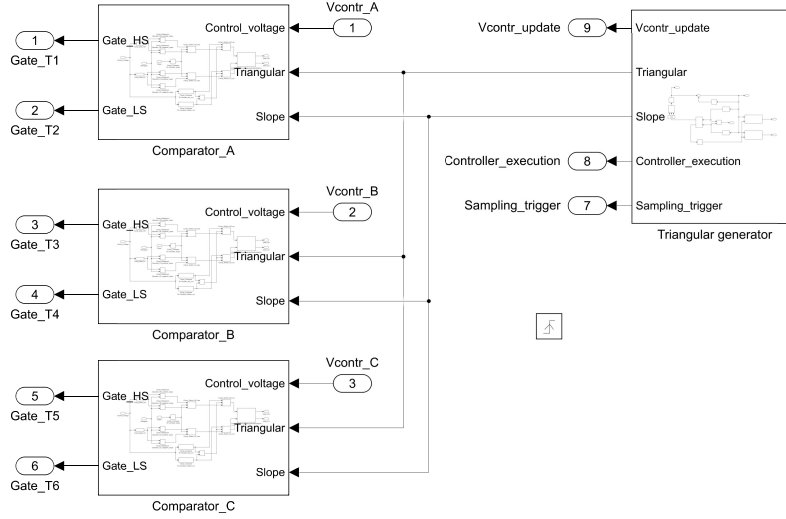 Vcontr_A
1
Gate_HS
Control_voltage
1
Gate_T1
Triangular
2
Gate_LS
Slope
Gate_T2
Comparator_A
Vcontr_update
9
Vcontr_update
Triangular
Slope
Controller_execution
8
Controller_execution
Sampling_trigger
7
Sampling_trigger
Triangular generator
Vcontr_B
3
Gate_HS
Control_voltage
2
Gate_T3
Triangular
4
Gate_LS
Slope
Gate_T4
Comparator_B
Vcontr_C
5
Gate_HS
Control_voltage
3
Gate_T5
Triangular
6
Gate_LS
Slope
Gate_T6
Comparator_C